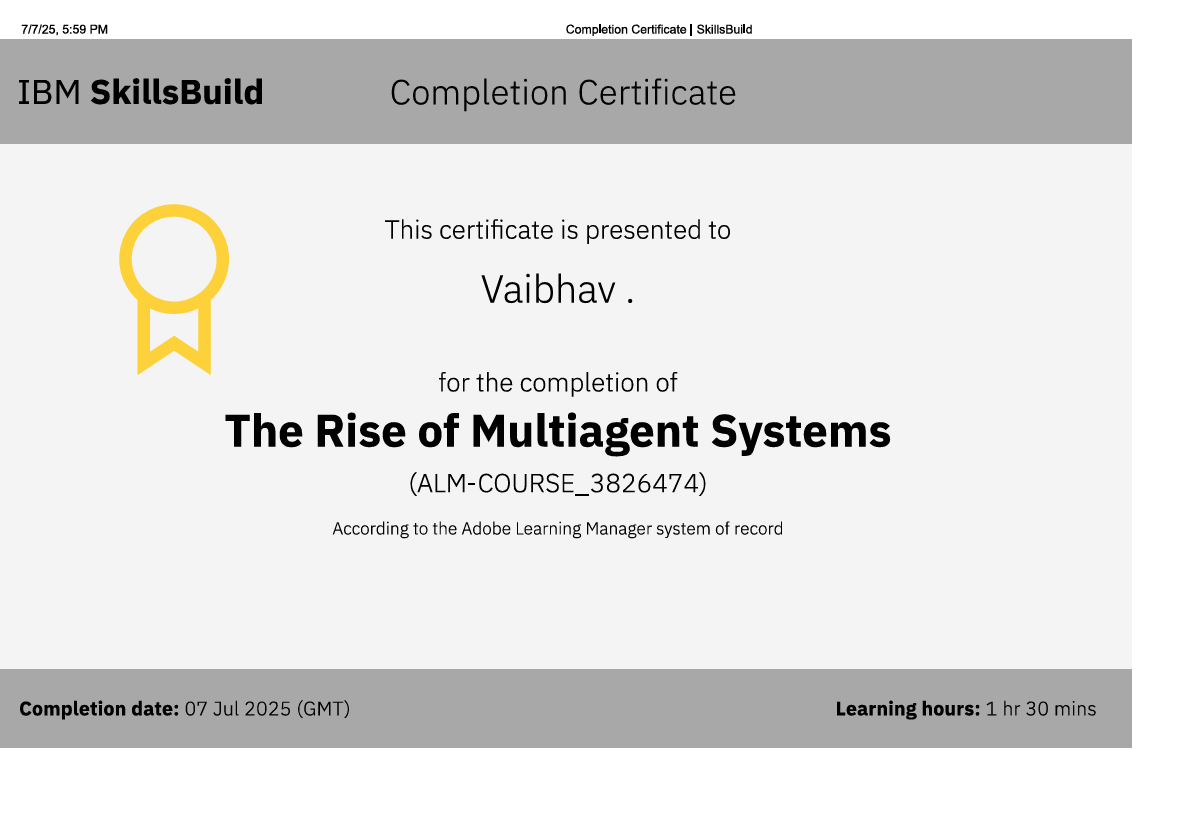 7/7/25, 5:59 PM
Completion Certificate | SkillsBuild
IBM SkillsBuild
Completion Certificate
This certificate is presented to
Vaibhav .
for the completion of
The Rise of Multiagent Systems
(ALM-COURSE_3826474)
According to the Adobe Learning Manager system of record
Completion date: 07 Jul 2025 (GMT)
Learning hours: 1 hr 30 mins